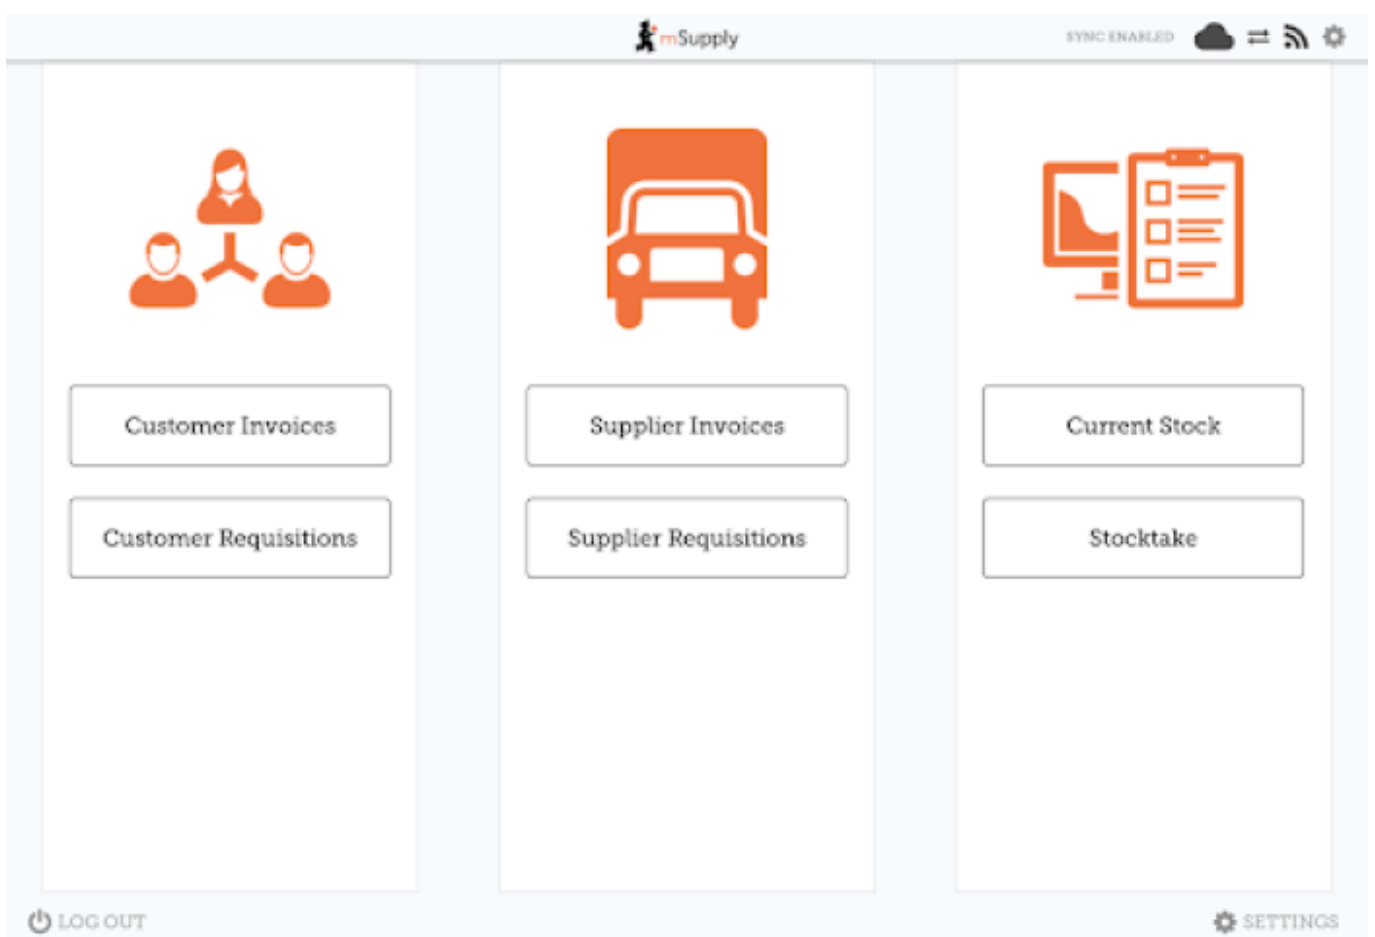 mSupply
SYNC ENABLED
Customer Invoices
Customer Requisitions
Supplier Invoices
Supplier Requisitions
Current Stock
Stocktake
LOG OUT
SETTINGS